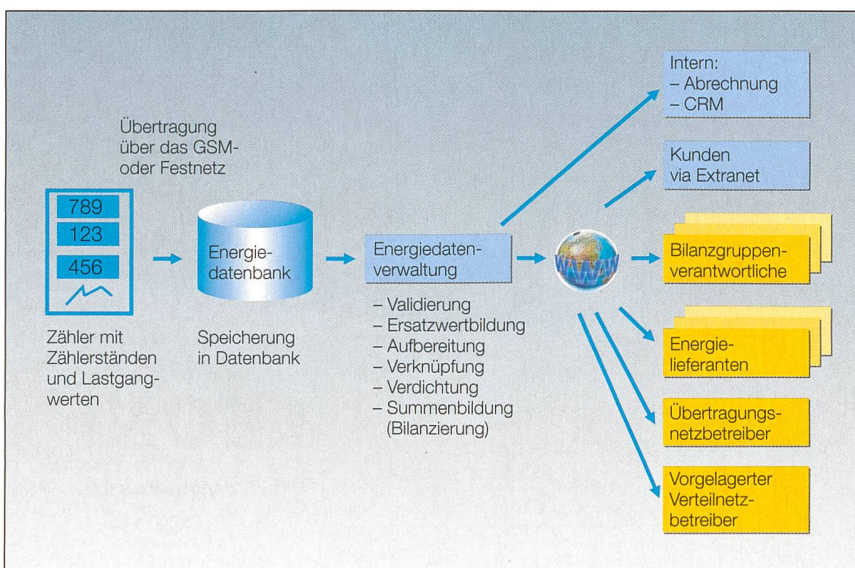 Übertragung
über das GSM-
oder Festnetz
789
123
456
Zähler mit
Zählerständen
und Lastgang-
werten
Energie-
datenbank
Speicherung
in Datenbank
Energiedaten-
verwaltung
– Validierung
– Ersatzwertbildung
– Aufbereitung
– Verknüpfung
– Verdichtung
– Summenbildung
(Bilanzierung)
WWW
Intern:
– Abrechnung
– CRM
Kunden
via Extranet
Bilanzgruppen-
verantwortliche
Energie-
lieferanten
Übertragungs-
netzbetreiber
Vorgelagerter
Verteilnetz-
betreiber